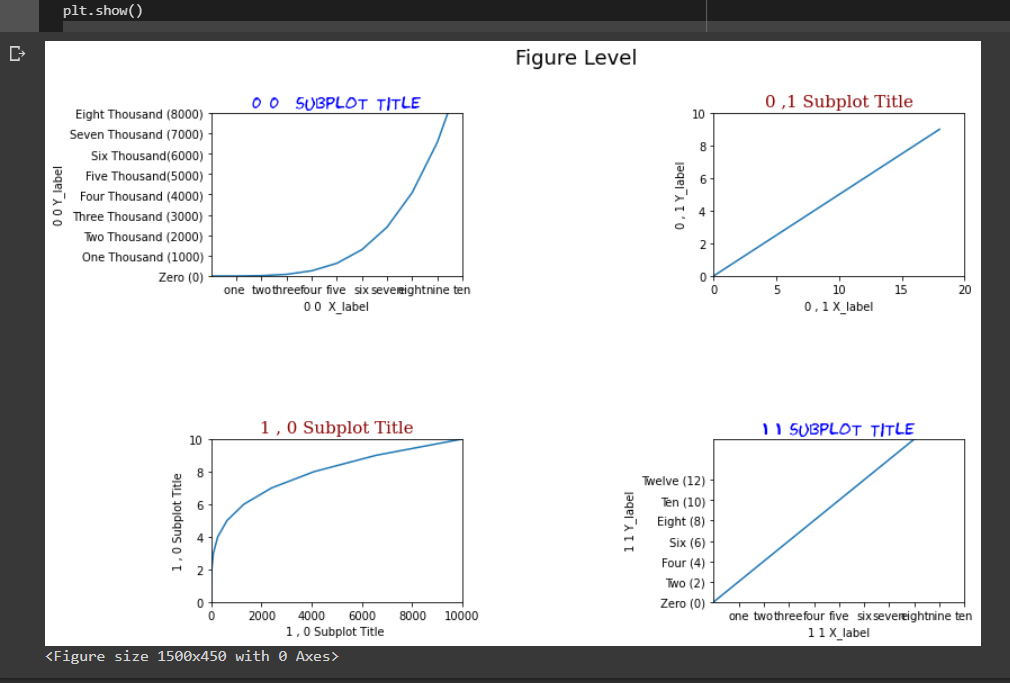 plt.show()
Figure Level
0 0 SUBPLOT TITLE
Eight Thousand (8000)
Seven Thousand (7000)
Six Thousand(6000)
Five Thousand(5000)
Four Thousand (4000)
Three Thousand (3000)
Two Thousand (2000)
One Thousand (1000)
Zero (0)
0 0 Y_label
one two three four five six seven eight nine ten
0 0 X_label
0 ,1 Subplot Title
10
8
6
4
2
0
0 , 1 Y_label
0 5 10 15 20
0 , 1 X_label
1 , 0 Subplot Title
10
8
6
4
2
0
1 , 0 Subplot Title
0 2000 4000 6000 8000 10000
1 , 0 Subplot Title
1 1 SUBPLOT TITLE
Twelve (12)
Ten (10)
Eight (8)
Six (6)
Four (4)
Two (2)
Zero (0)
1 1 Y_label
one two three four five six seven eight nine ten
1 1 X_label
<Figure size 1500x450 with 0 Axes>